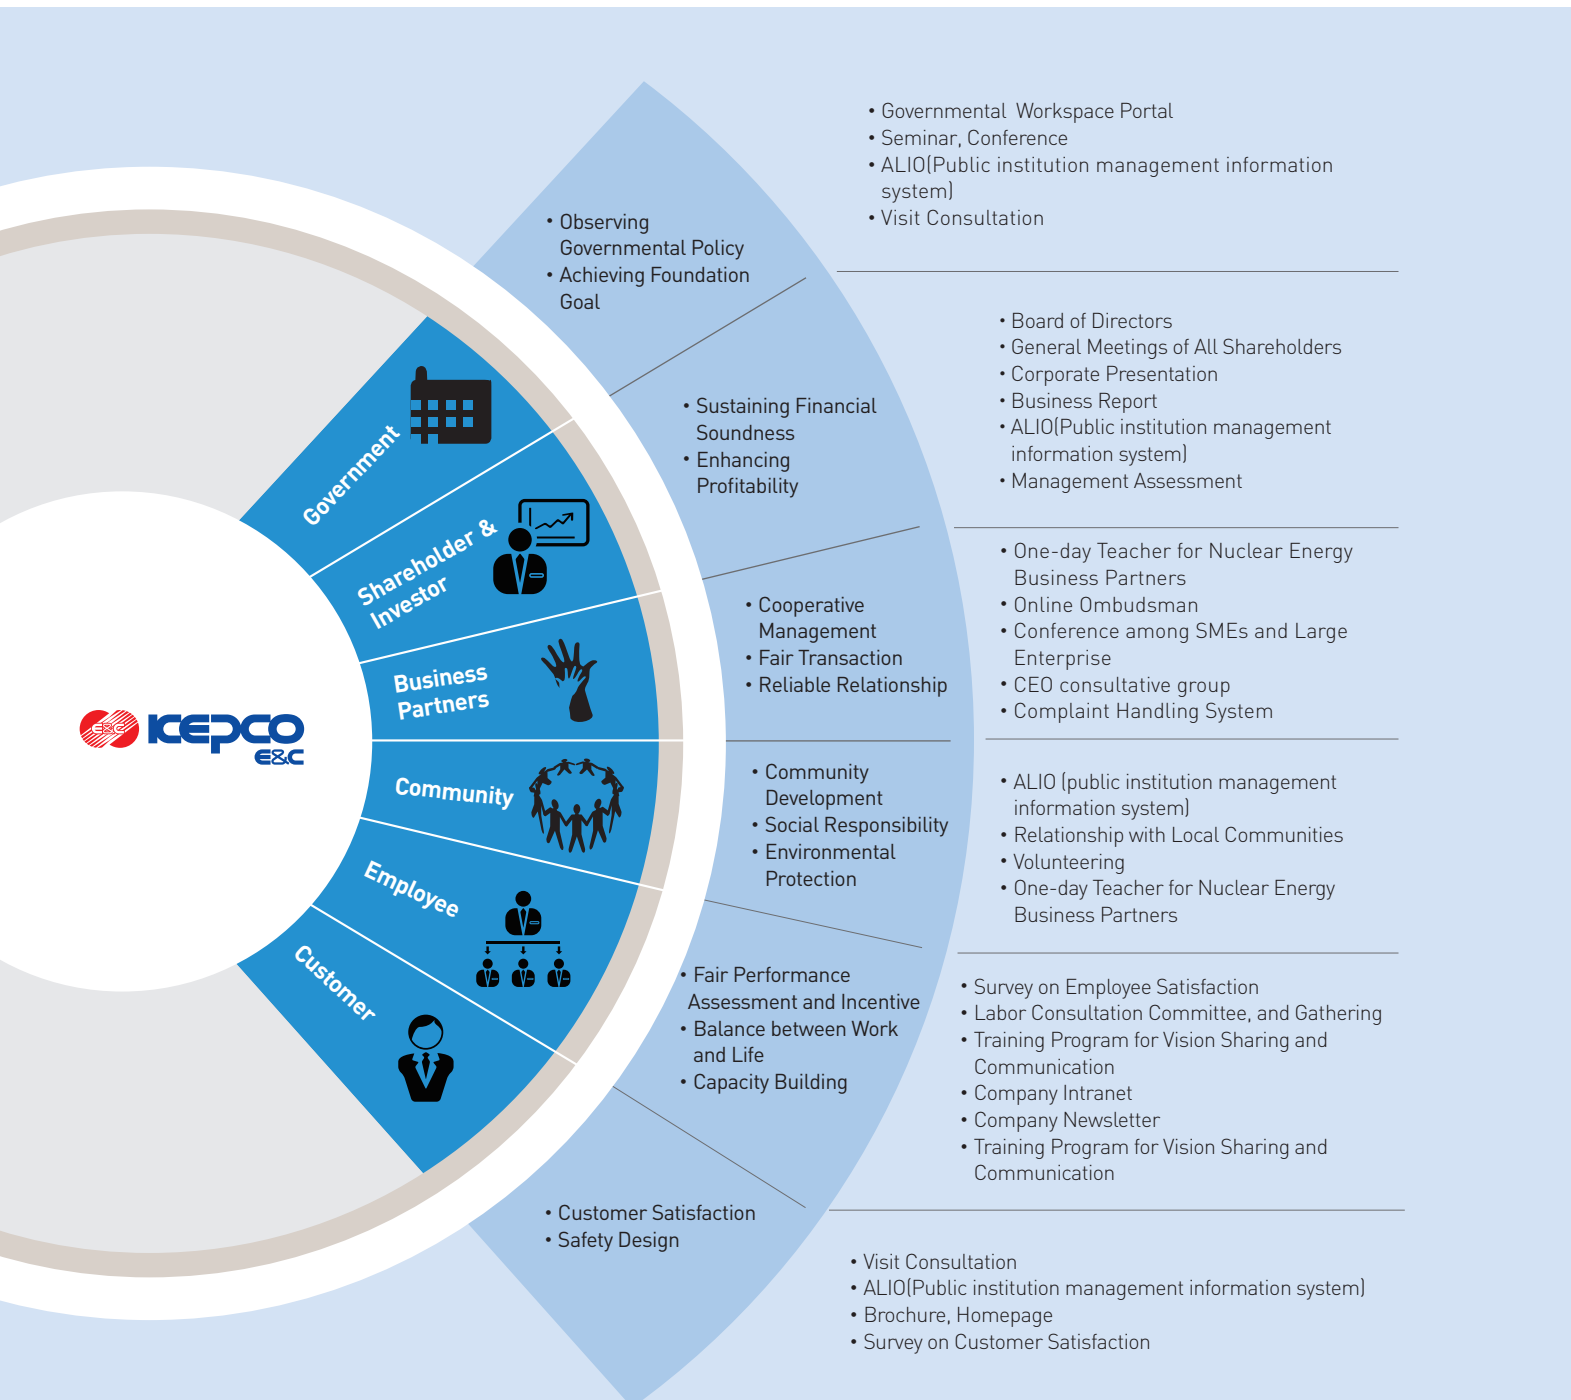 E&C KEPCO
E&C
Government
Shareholder &
Investor
Business
Partners
Community
Employee
Customer
• Observing
Governmental Policy
• Achieving Foundation
Goal
• Sustaining Financial
Soundness
• Enhancing
Profitability
• Cooperative
Management
• Fair Transaction
• Reliable Relationship
• Community
Development
• Social Responsibility
• Environmental
Protection
• Fair Performance
Assessment and Incentive
• Balance between Work
and Life
• Capacity Building
• Customer Satisfaction
• Safety Design
• Governmental Workspace Portal
• Seminar, Conference
• ALIO(Public institution management information
system)
• Visit Consultation
• Board of Directors
• General Meetings of All Shareholders
• Corporate Presentation
• Business Report
• ALIO(Public institution management
information system)
• Management Assessment
• One-day Teacher for Nuclear Energy
Business Partners
• Online Ombudsman
• Conference among SMEs and Large
Enterprise
• CEO consultative group
• Complaint Handling System
• ALIO (public institution management
information system)
• Relationship with Local Communities
• Volunteering
• One-day Teacher for Nuclear Energy
Business Partners
• Survey on Employee Satisfaction
• Labor Consultation Committee, and Gathering
• Training Program for Vision Sharing and
Communication
• Company Intranet
• Company Newsletter
• Training Program for Vision Sharing and
Communication
• Visit Consultation
• ALIO(Public institution management information system)
• Brochure, Homepage
• Survey on Customer Satisfaction